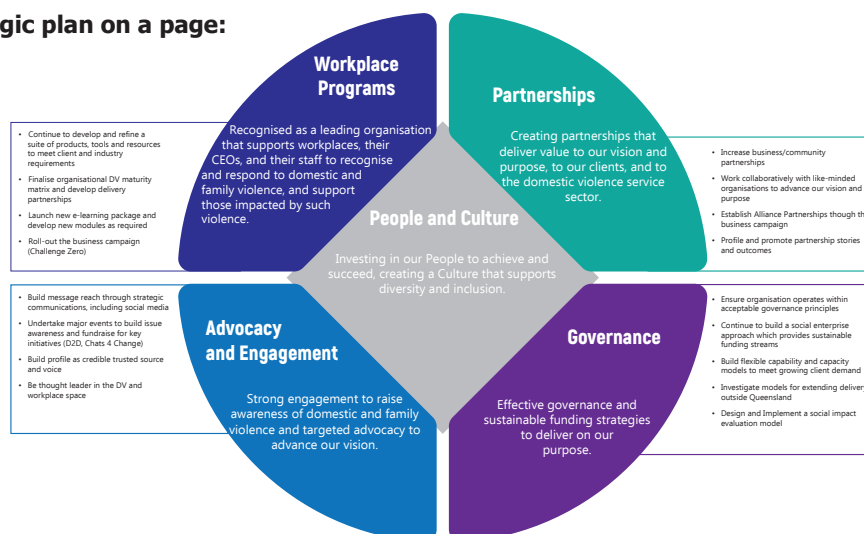 gic plan on a page:
Workplace
Programs
Recognised as a leading organisation
that supports workplaces, their
CEOs, and their staff to recognise
and respond to domestic and
family violence, and support
those impacted by such
violence.
• Continue to develop and refine a
suite of products, tools and resources
to meet client and industry
requirements
• Finalise organisational DV maturity
matrix and develop delivery
partnerships
• Launch new e-learning package and
develop new modules as required
• Roll-out the business campaign
(Challenge Zero)
Partnerships
Creating partnerships that
deliver value to our vision and
purpose, to our clients, and to
the domestic violence service
sector.
• Increase business/community
partnerships
• Work collaboratively with like-minded
organisations to advance our vision and
purpose
• Establish Alliance Partnerships though th
business campaign
• Profile and promote partnership stories
and outcomes
People and Culture
Investing in our People to achieve and
succeed, creating a Culture that supports
diversity and inclusion.
• Build message reach through strategic
communications, including social media
• Undertake major events to build issue
awareness and fundraise for key
initiatives (D2D, Chats 4 Change)
• Build profile as credible trusted source
and voice
• Be thought leader in the DV and
workplace space
Advocacy
and Engagement
Strong engagement to raise
awareness of domestic and family
violence and targeted advocacy to
advance our vision.
Governance
Effective governance and
sustainable funding strategies
to deliver on our
purpose.
• Ensure organisation operates within
acceptable governance principles
• Continue to build a social enterprise
approach which provides sustainable
funding streams
• Build flexible capability and capacity
models to meet growing client demand
• Investigate models for extending delivery
outside Queensland
• Design and Implement a social impact
evaluation model